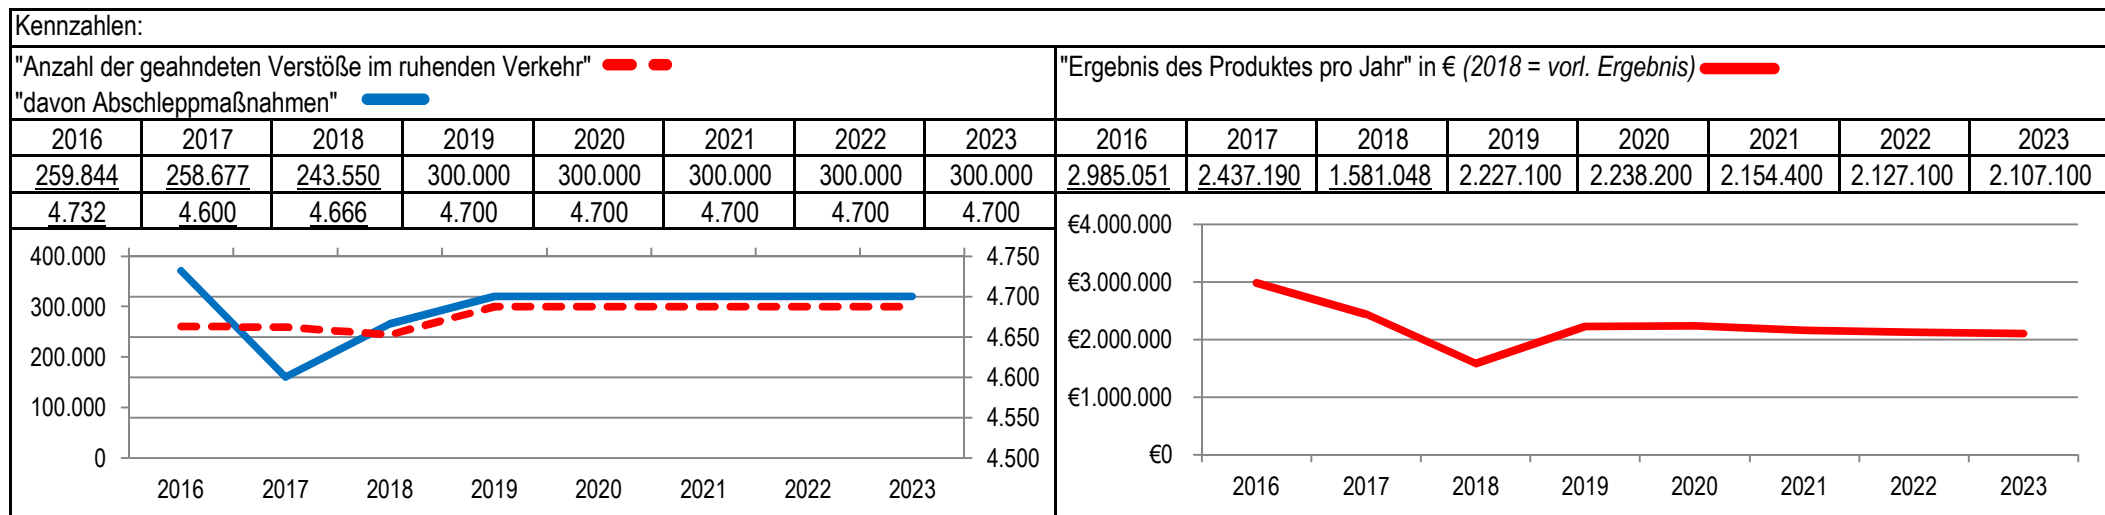 Kennzahlen:
"Anzahl der geahndeten Verstöße im ruhenden Verkehr"
"davon Abschleppmaßnahmen"
2016 2017 2018 2019 2020 2021 2022 2023
259.844 258.677 243.550 300.000 300.000 300.000 300.000 300.000
4.732 4.600 4.666 4.700 4.700 4.700 4.700 4.700
400.000
300.000
200.000
100.000
0
4.750
4.700
4.650
4.600
4.550
4.500
2016 2017 2018 2019 2020 2021 2022 2023
"Ergebnis des Produktes pro Jahr" in € (2018 = vorl. Ergebnis)
2016 2017 2018 2019 2020 2021 2022 2023
2.985.051 2.437.190 1.581.048 2.227.100 2.238.200 2.154.400 2.127.100 2.107.100
€4.000.000
€3.000.000
€2.000.000
€1.000.000
€0
2016 2017 2018 2019 2020 2021 2022 2023